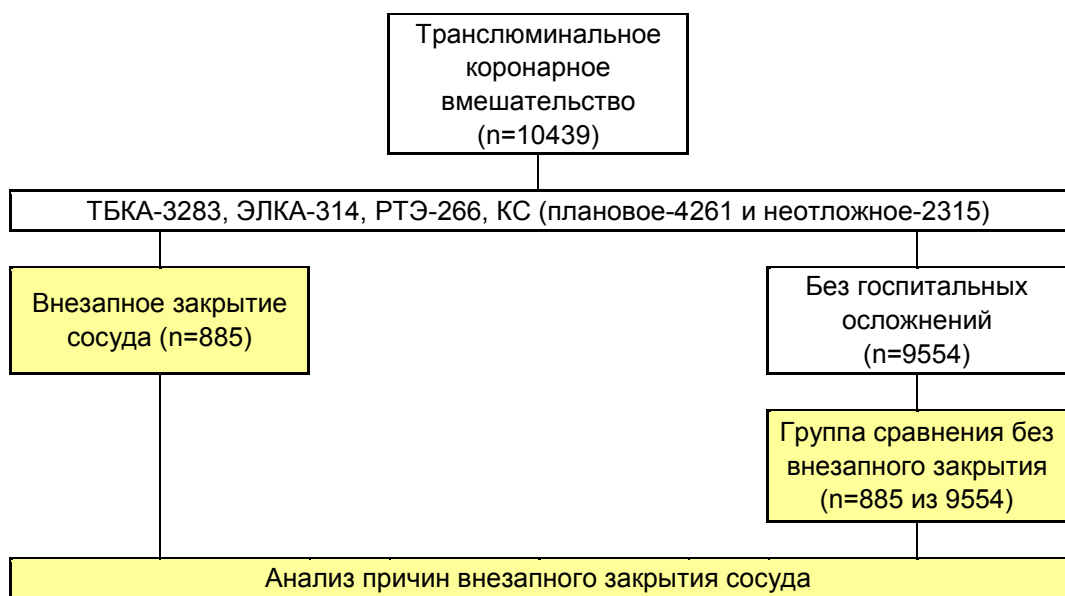 Транслюминальное
коронарное
вмешательство
(n=10439)
ТБКА-3283, ЭЛКА-314, РТЭ-266, КС (плановое-4261 и неотложное-2315)
Внезапное закрытие
сосуда (n=885)
Без госпитальных
осложнений
(n=9554)
Группа сравнения без
внезапного закрытия
(n=885 из 9554)
Анализ причин внезапного закрытия сосуда